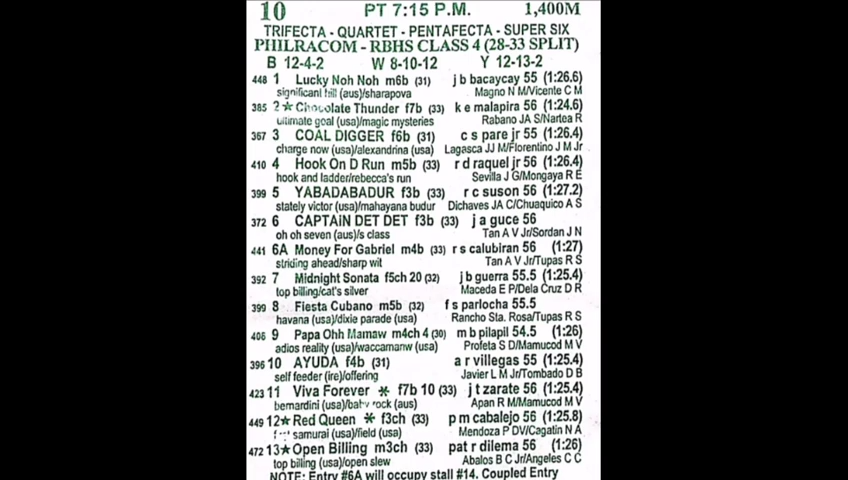 10 PT 7:15 P.M. 1,400M
TRIFECTA - QUARTET - PENTAFECTA - SUPER SIX
PHILRACOM - RBHS CLASS 4 (28-33 SPLIT)
B 12-4-2 W 8-10-12 Y 12-13-2
448 1 Lucky Noh Noh m6b (31) j b bacaycay 55 (1:26.6)
significant hill (aus)/sharapova Magno N M/Vicente C M
385 2★ Chocolate Thunder f7b (33) k e malapira 56 (1:24.6)
ultimate goal (usa)/magic mysteries Rabano JA S/Nartea R
367 3 COAL DIGGER f6b (31) c s pare jr 55 (1:26.4)
charge now (usa)/alexandrina (usa) Lagasca JJ M/Florentino J M Jr
410 4 Hook On D Run m5b (33) r d raquel jr 56 (1:26.4)
hook and ladder/rebecca's run Sevilla J G/Mongaya R E
399 5 YABADABADUR f3b (33) r c suson 56 (1:27.2)
stately victor (usa)/mahayana budur Dichaves JA C/Chuaquico A S
372 6 CAPTAiN DET DET f3b (33) j a guce 56
oh oh seven (aus)/s class Tan A V Jr/Sordan J N
441 6A Money For Gabriel m4b (33) r s calubiran 56 (1:27)
striding ahead/sharp wit Tan A V Jr/Tupas R S
392 7 Midnight Sonata f5ch 20 (32) j b guerra 55.5 (1:25.4)
top billing/cat's silver Maceda E P/Dela Cruz D R
399 8 Fiesta Cubano m5b (32) f s parlocha 55.5
havana (usa)/dixie parade (usa) Rancho Sta. Rosa/Tupas R S
406 9 Papa Ohh Mamaw m4ch 4 (30) m b pilapil 54.5 (1:26)
adios reality (usa)/waccamanw (usa) Profeta S D/Mamucod M V
396 10 AYUDA f4b (31) a r villegas 55 (1:25.4)
self feeder (ire)/offering Javier L M Jr/Tombado D B
423 11 Viva Forever * f7b 10 (33) j t zarate 56 (1:25.4)
bernardini (usa)/baby rock (aus) Apan R M/Mamucod M V
449 12★ Red Queen * f3ch (33) p m cabalejo 56 (1:25.8)
samurai (usa)/field (usa) Mendoza P DV/Cagatin N A
472 13★ Open Billing m3ch (33) pat r dilema 56 (1:26)
top billing (usa)/open slew Abalos B C Jr/Angeles C C
NOTE: Entry #6A will occupy stall #14. Coupled Entry